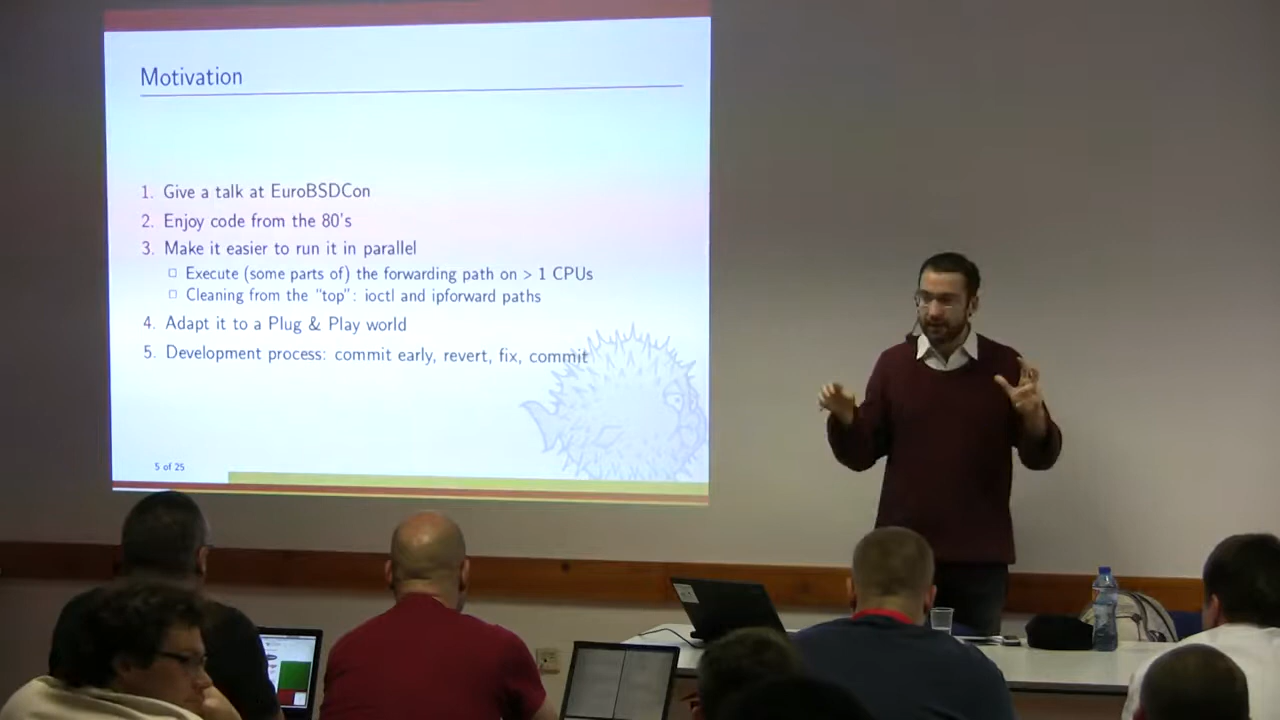 Motivation
1. Give a talk at EuroBSDCon
2. Enjoy code from the 80's
3. Make it easier to run it in parallel
Execute (some parts of) the forwarding path on > 1 CPUs
Cleaning from the "top": ioctl and ipforward paths
4. Adapt it to a Plug & Play world
5. Development process: commit early, revert, fix, commit
5 of 25